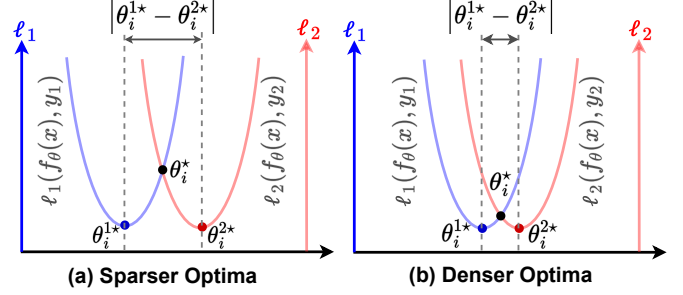 |θ_i^{1⋆} − θ_i^{2⋆}|
ℓ_1
ℓ_2
ℓ_1(f_θ(x), y_1)
ℓ_2(f_θ(x), y_2)
θ_i^⋆
θ_i^{1⋆}
θ_i^{2⋆}
(a) Sparser Optima
|θ_i^{1⋆} − θ_i^{2⋆}|
ℓ_1
ℓ_2
ℓ_1(f_θ(x), y_1)
ℓ_2(f_θ(x), y_2)
θ_i^⋆
θ_i^{1⋆}
θ_i^{2⋆}
(b) Denser Optima